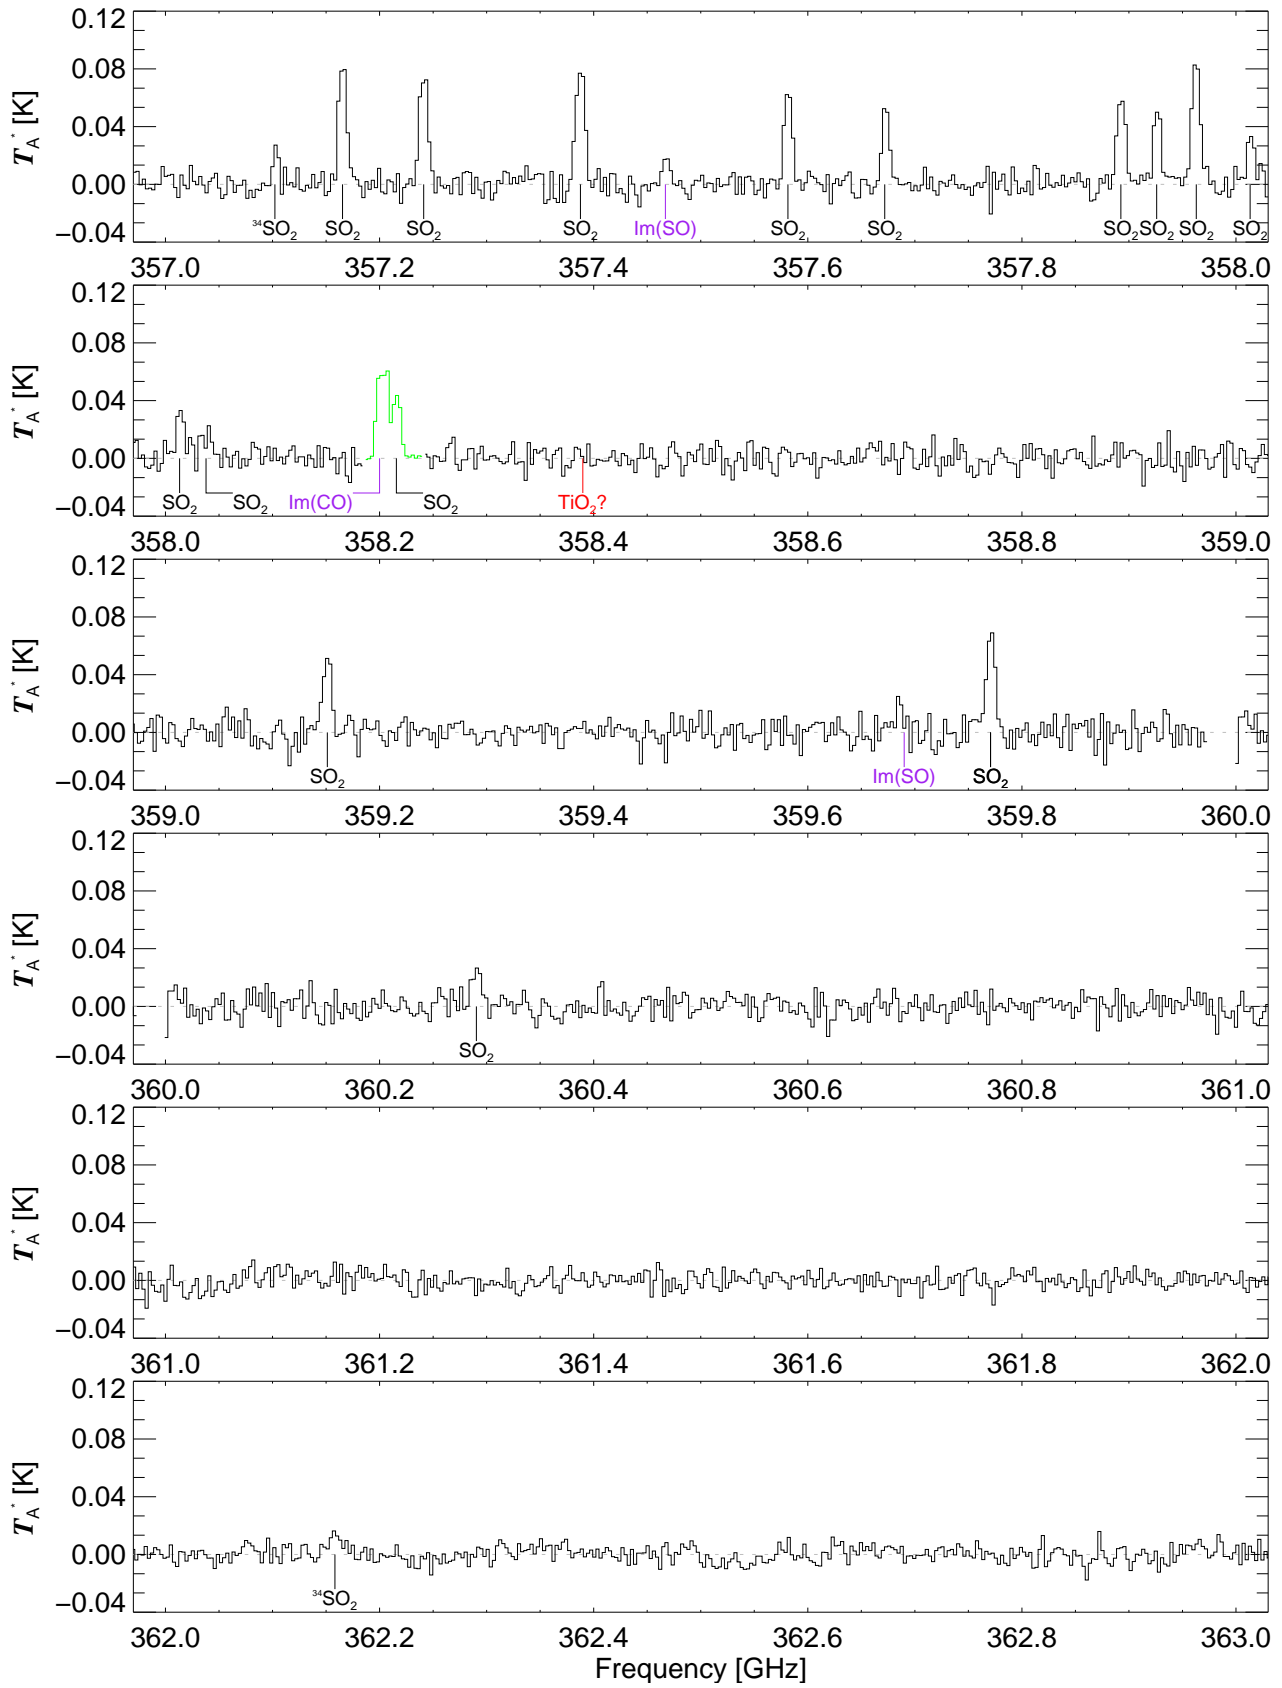 0.12
0.08
0.04
0.00
−0.04
T_A^* [K]
³⁴SO₂ SO₂ SO₂ SO₂ Im(SO) SO₂ SO₂ SO₂ SO₂ SO₂ SO₂
357.0 357.2 357.4 357.6 357.8 358.0
0.12
0.08
0.04
0.00
−0.04
T_A^* [K]
SO₂ SO₂ Im(CO) SO₂ TiO₂?
358.0 358.2 358.4 358.6 358.8 359.0
0.12
0.08
0.04
0.00
−0.04
T_A^* [K]
SO₂ Im(SO) SO₂
359.0 359.2 359.4 359.6 359.8 360.0
0.12
0.08
0.04
0.00
−0.04
T_A^* [K]
SO₂
360.0 360.2 360.4 360.6 360.8 361.0
0.12
0.08
0.04
0.00
−0.04
T_A^* [K]
361.0 361.2 361.4 361.6 361.8 362.0
0.12
0.08
0.04
0.00
−0.04
T_A^* [K]
³⁴SO₂
362.0 362.2 362.4 362.6 362.8 363.0
Frequency [GHz]